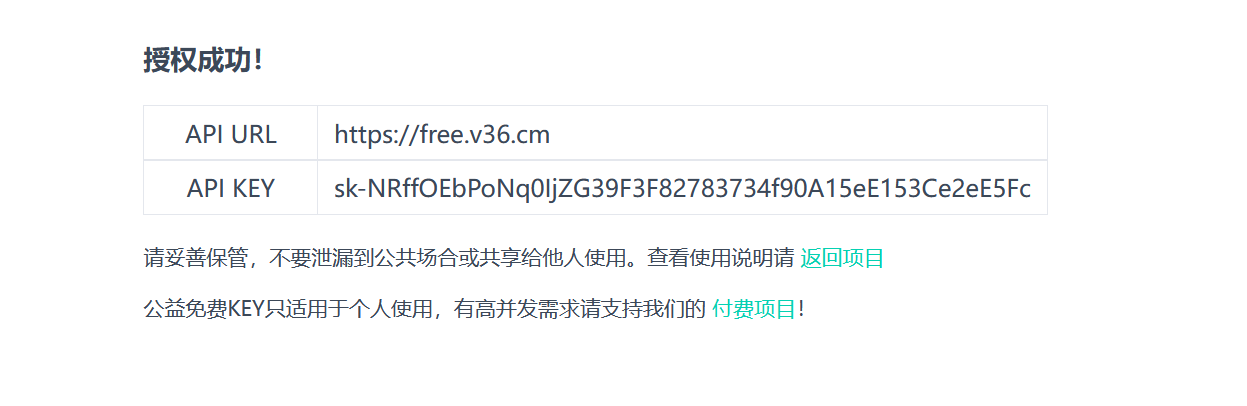 授权成功！
API URL https://free.v36.cm
API KEY sk-NRffOEbPoNq0IjZG39F3F82783734f90A15eE153Ce2eE5Fc
请妥善保管，不要泄漏到公共场合或共享给他人使用。查看使用说明请 返回项目
公益免费KEY只适用于个人使用，有高并发需求请支持我们的 付费项目！